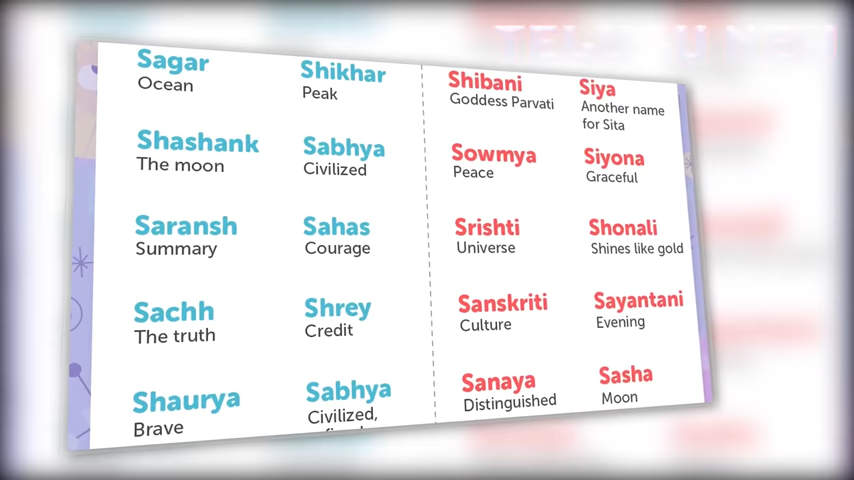 Sagar
Ocean
Shikhar
Peak
Shibani
Goddess Parvati
Siya
Another name
for Sita
Shashank
The moon
Sabhya
Civilized
Sowmya
Peace
Siyona
Graceful
Saransh
Summary
Sahas
Courage
Srishti
Universe
Shonali
Shines like gold
Sachh
The truth
Shrey
Credit
Sanskriti
Culture
Sayantani
Evening
Shaurya
Brave
Sabhya
Civilized,
Sanaya
Distinguished
Sasha
Moon